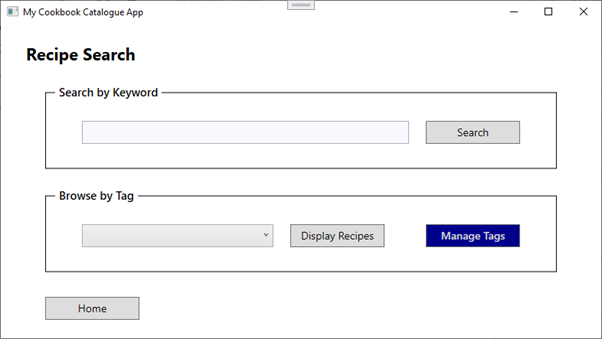 My Cookbook Catalogue App
Recipe Search
Search by Keyword
Search
Browse by Tag
Display Recipes
Manage Tags
Home